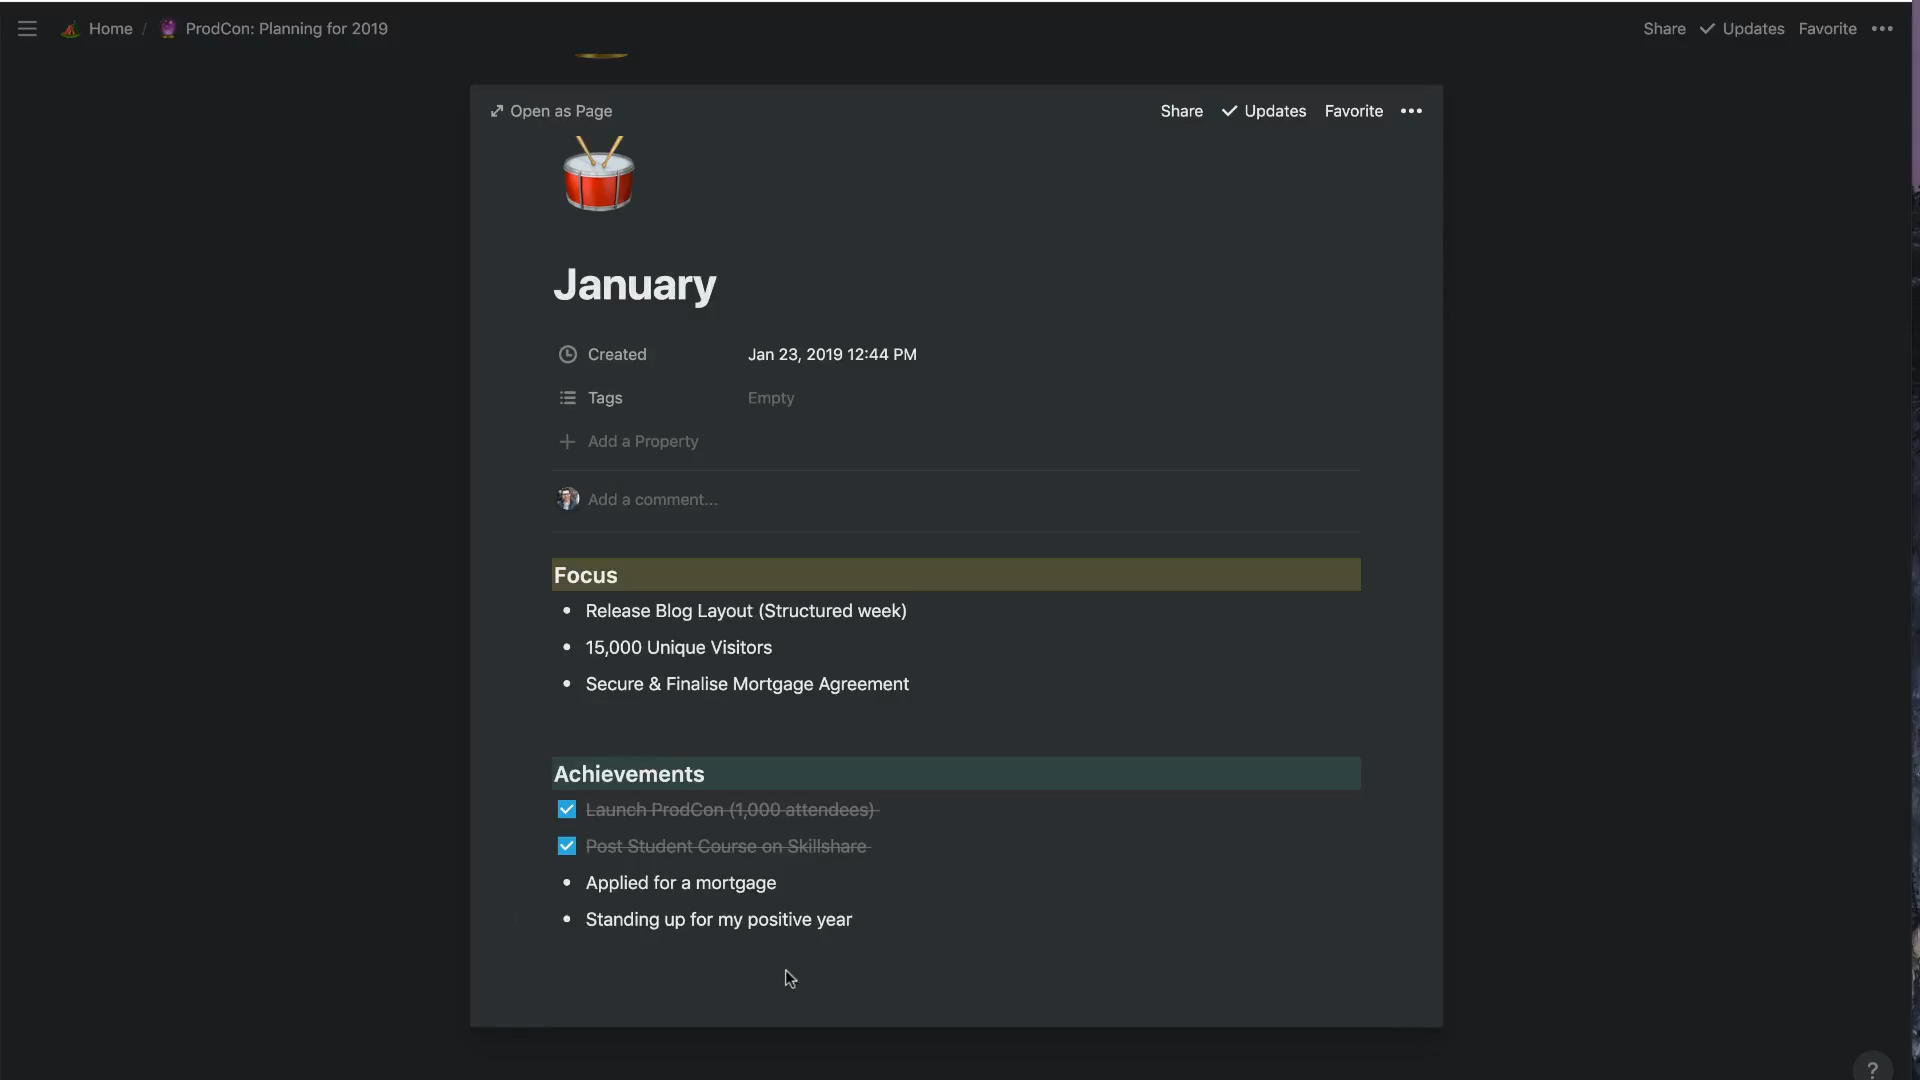 Home / ProdCon: Planning for 2019
Share Updates Favorite
Open as Page
Share Updates Favorite
January
Created Jan 23, 2019 12:44 PM
Tags Empty
Add a Property
Add a comment...
Focus
• Release Blog Layout (Structured week)
• 15,000 Unique Visitors
• Secure & Finalise Mortgage Agreement
Achievements
Launch ProdCon (1,000 attendees)
Post Student Course on Skillshare
• Applied for a mortgage
• Standing up for my positive year
?